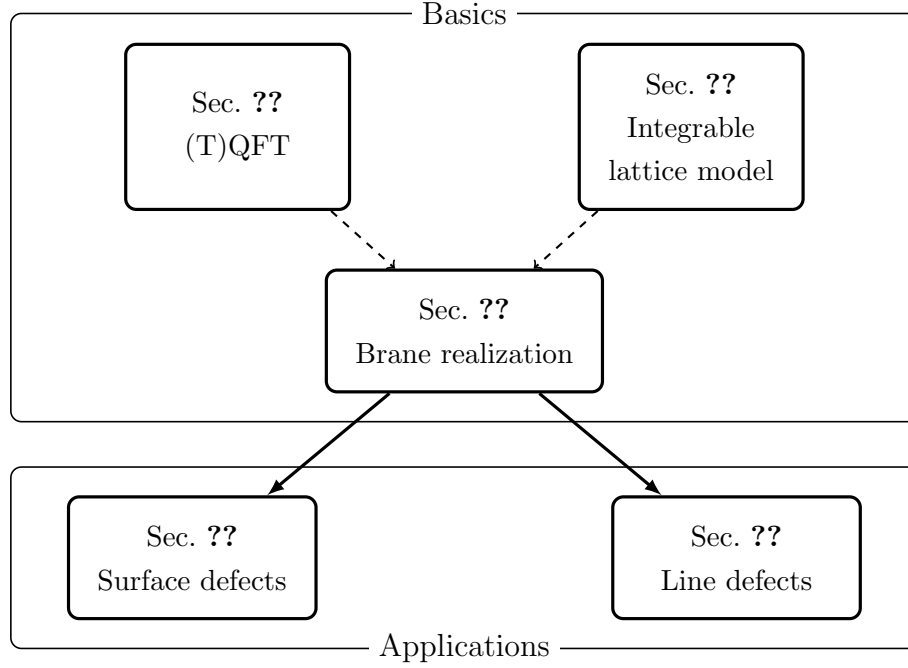 Basics
Sec. ??
(T)QFT
Sec. ??
Integrable
lattice model
Sec. ??
Brane realization
Sec. ??
Surface defects
Sec. ??
Line defects
Applications